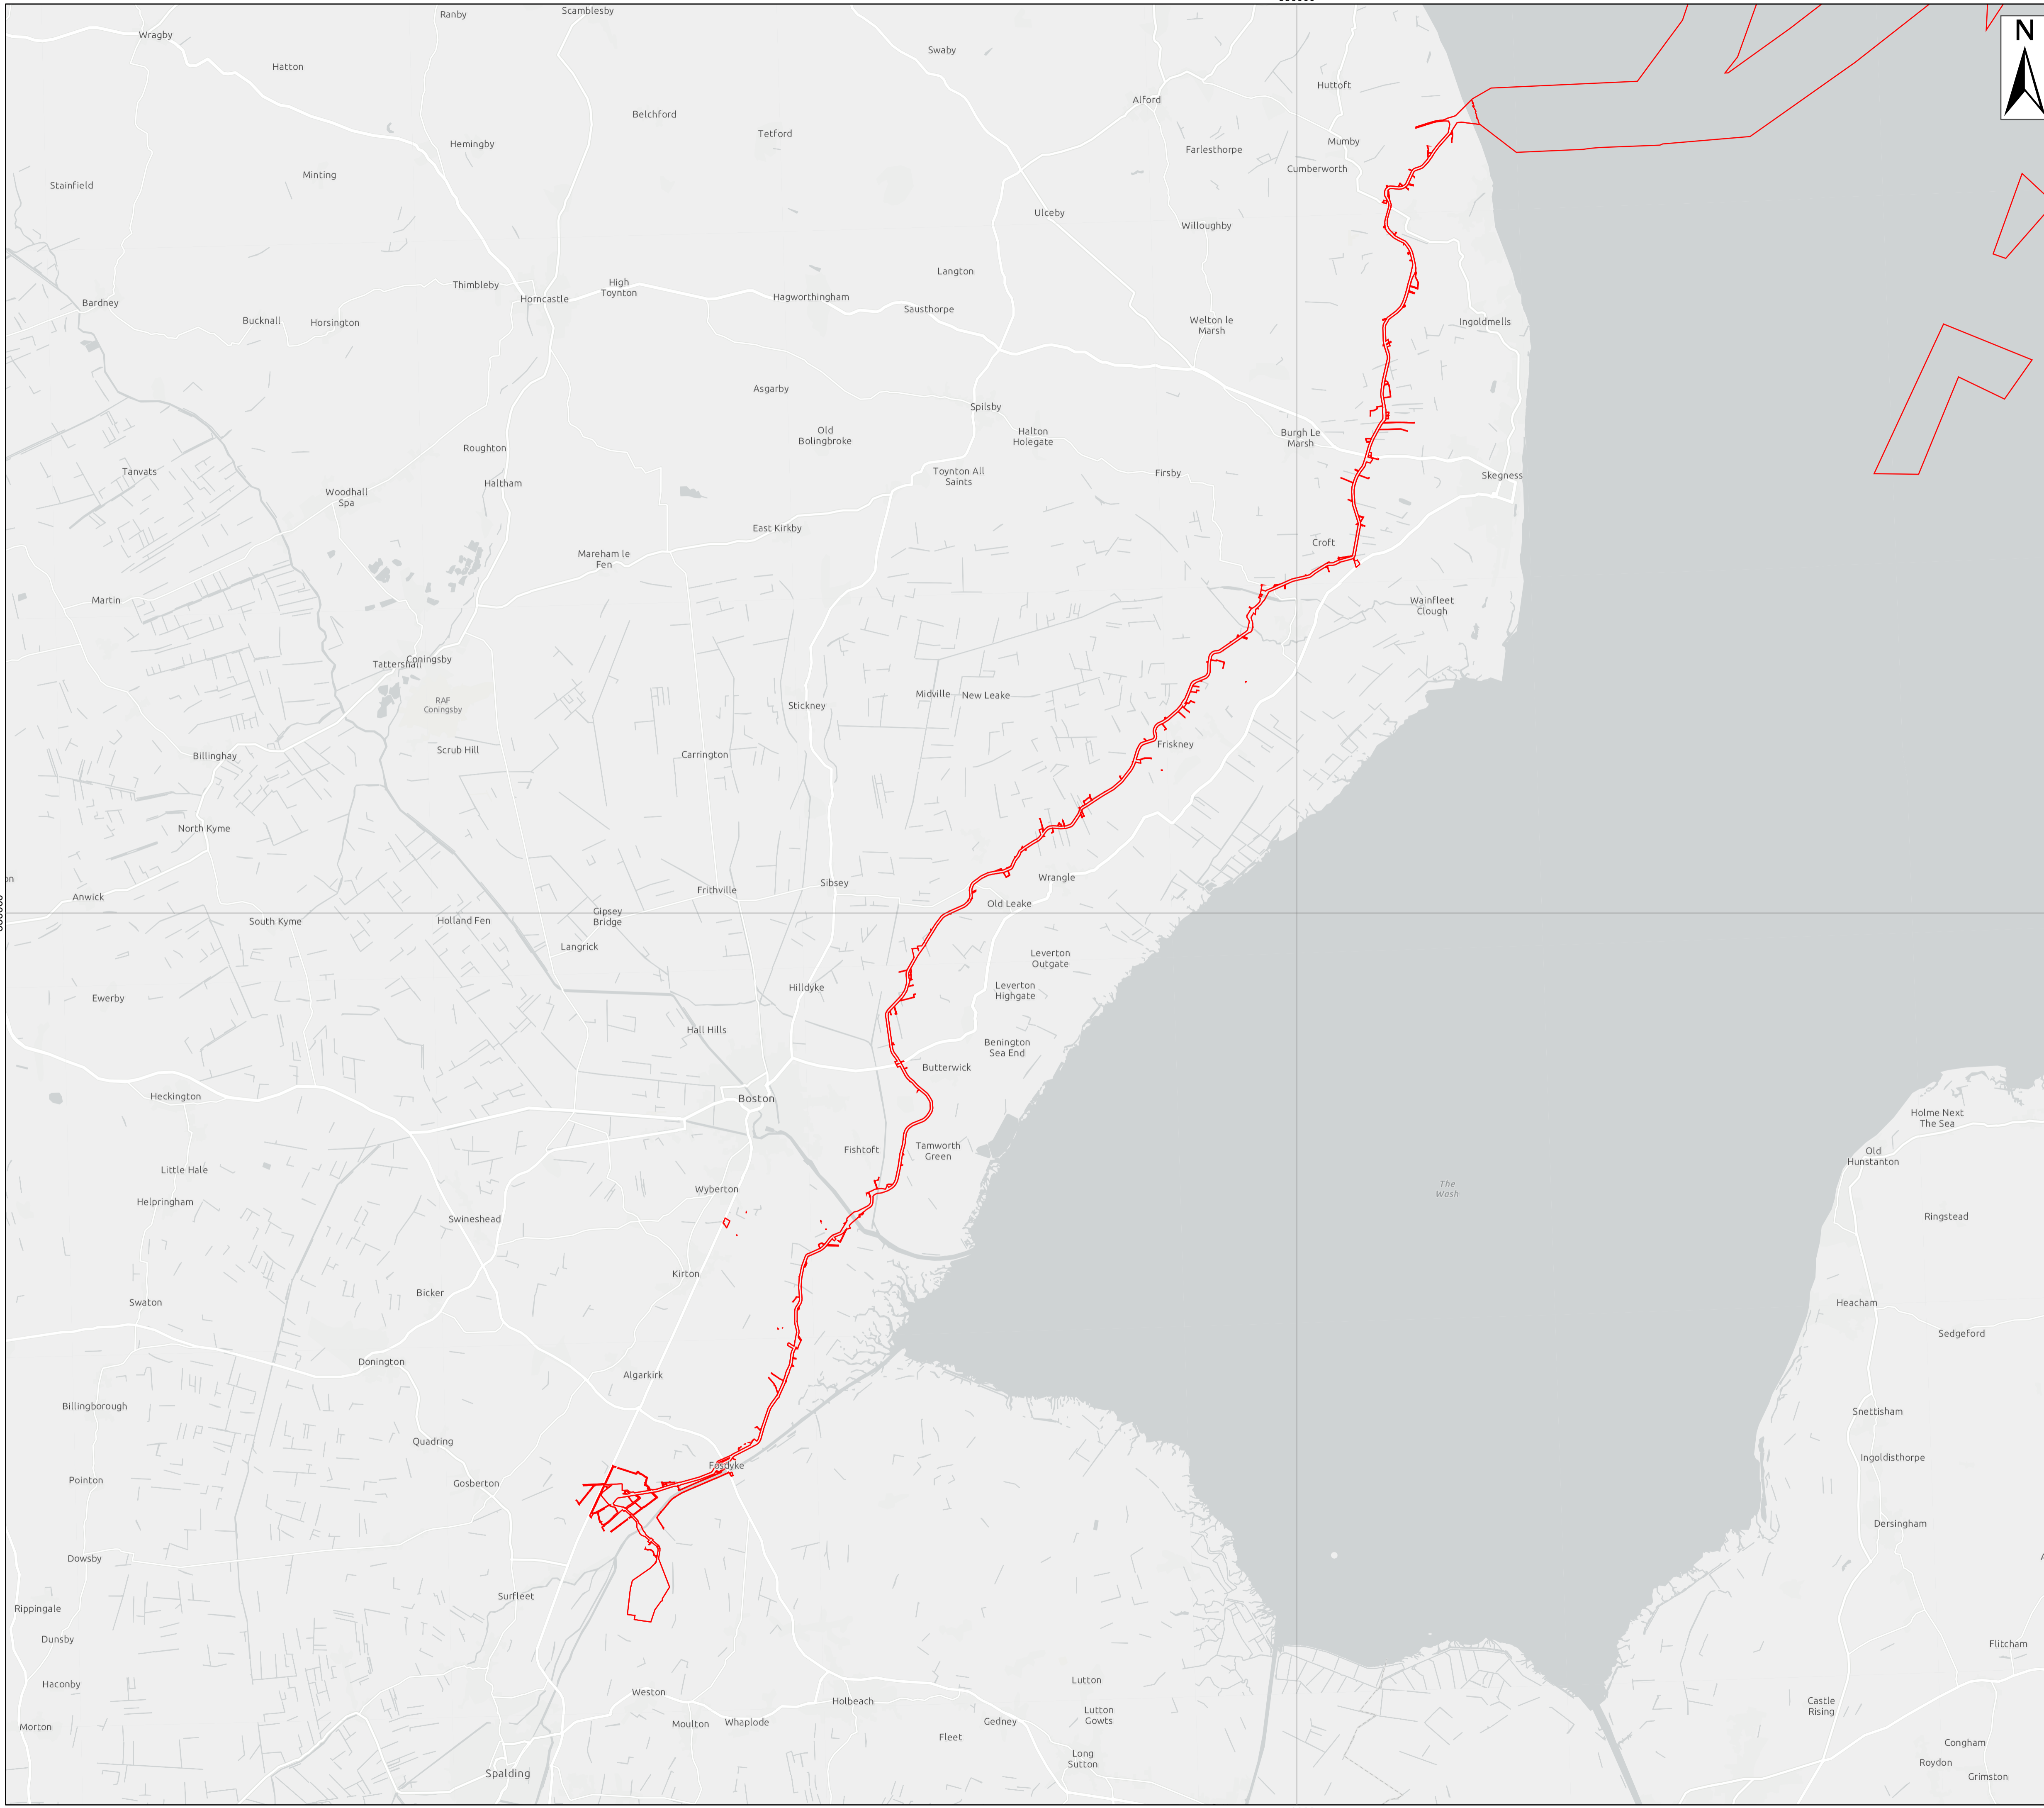 Ranby
Scamblesby
Wragby
Swaby
N
Hatton
Huttoft
Alford
Belchford
Tetford
Hemingby
Mumby
Farlesthorpe
Cumberworth
Minting
Stainfield
Ulceby
Willoughby
Langton
Thimbleby
High
Toynton
Horncastle
Hagworthingham
Bardney
Sausthorpe
Bucknall
Horsington
Welton le
Marsh
Ingoldmells
Asgarby
Spilsby
Old
Bolingbroke
Halton
Holegate
Burgh Le
Marsh
Roughton
Tanvats
Toynton All
Saints
Firsby
Skegness
Haltham
Woodhall
Spa
East Kirkby
Croft
Mareham le
Fen
Martin
Wainfleet
Clough
Coningsby
Tattershall
RAF
Coningsby
Midville
New Leake
Stickney
Friskney
Scrub Hill
Billinghay
Carrington
North Kyme
Wrangle
on
Sibsey
Frithville
Anwick
Old Leake
Gipsey
Bridge
South Kyme
Holland Fen
Langrick
Leverton
Outgate
Hilldyke
Leverton
Highgate
Ewerby
Hall Hills
Benington
Sea End
Butterwick
Heckington
Boston
Holme Next
The Sea
Fishtoft
Tamworth
Green
Old
Hunstanton
Little Hale
The
Wash
Wyberton
Helpringham
Swineshead
Ringstead
Kirton
Bicker
Swaton
Heacham
Sedgeford
Donington
Algarkirk
Billingborough
Snettisham
Quadring
Ingoldisthorpe
Fosdyke
Pointon
Gosberton
Dersingham
Dowsby
Surfleet
Rippingale
Dunsby
Flitcham
Haconby
Lutton
Weston
Holbeach
Castle
Rising
Lutton
Gowts
Moulton
Whaplode
Gedney
Morton
Fleet
Congham
Long
Sutton
Roydon
Spalding
Grimston